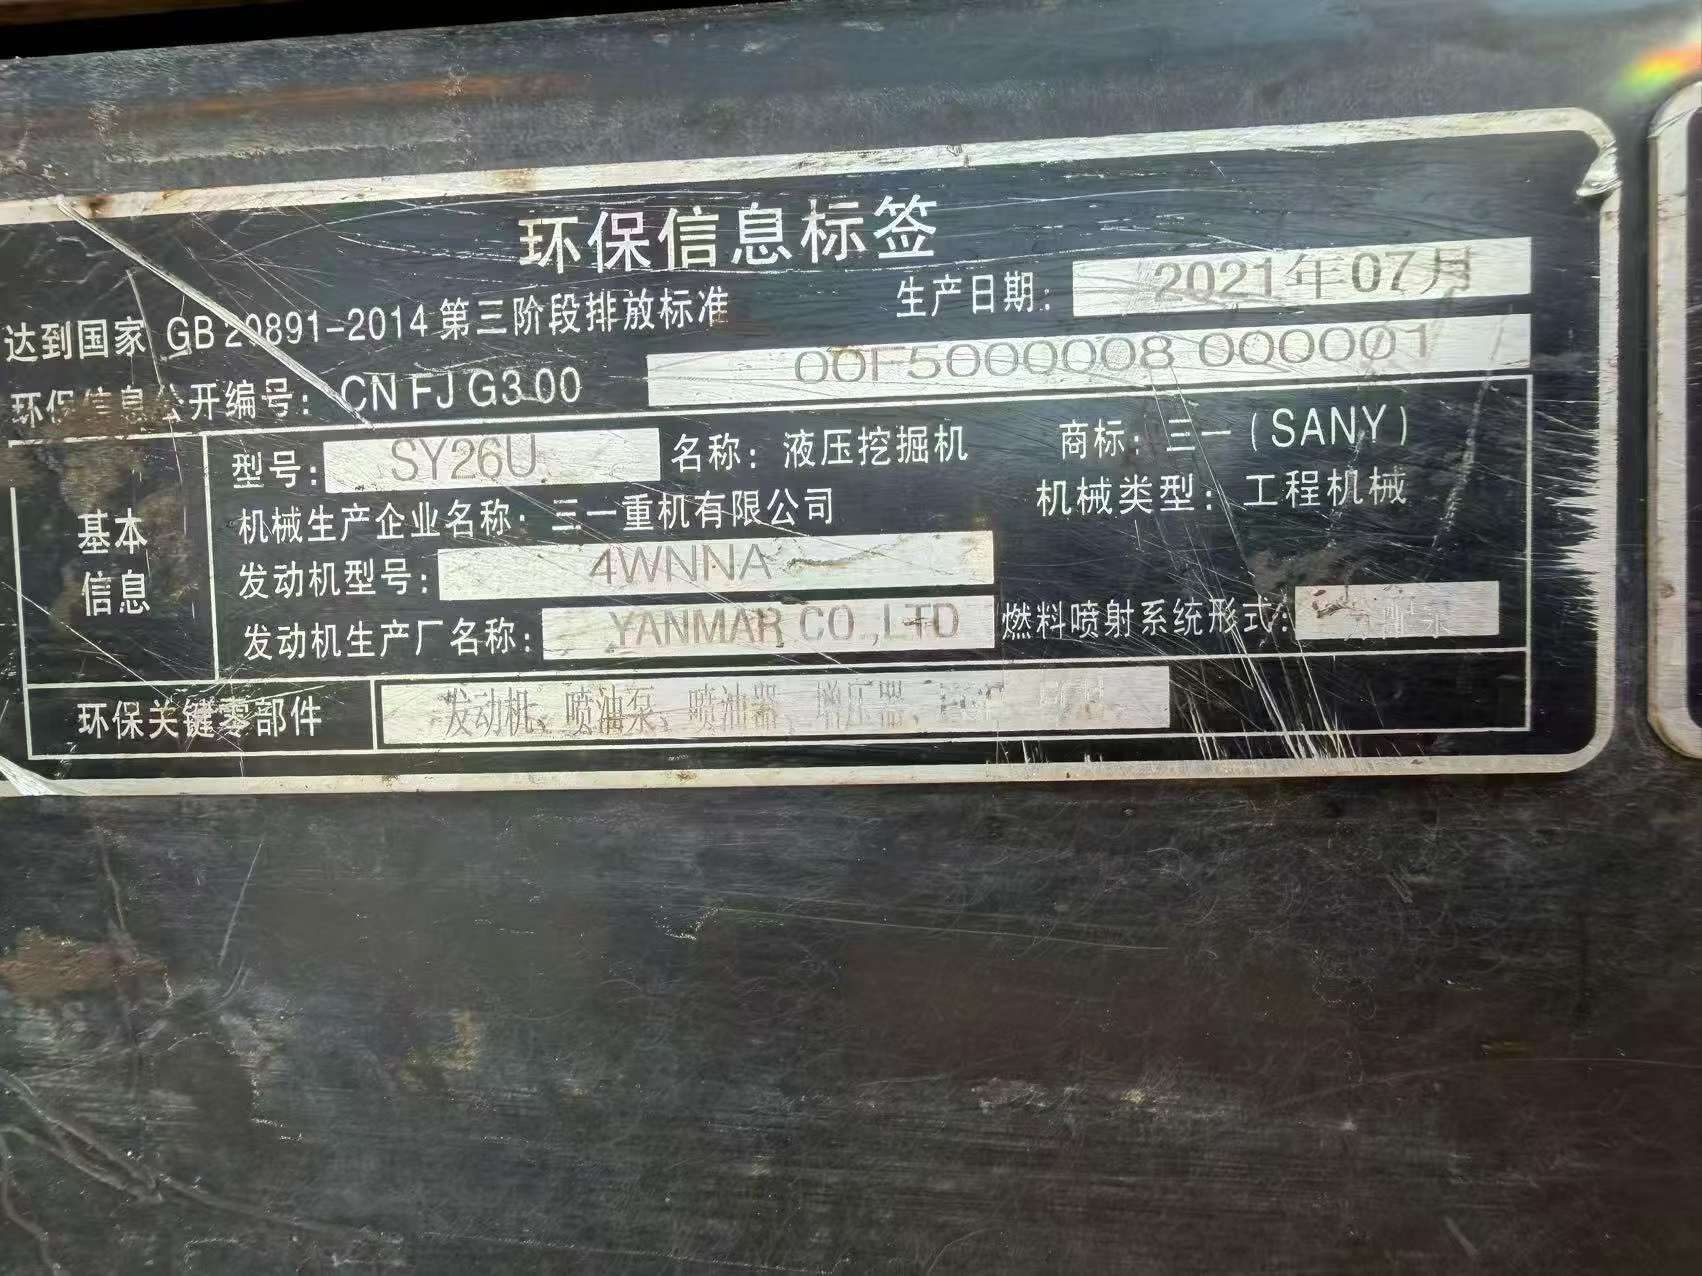 环保信息标签
达到国家 GB 20891-2014 第三阶段排放标准 生产日期: 2021年07月
环保信息公开编号: CN FJ G3 00 00F5000008 000001
基本信息
型号: SY26U 名称: 液压挖掘机 商标: 三一 (SANY)
机械生产企业名称: 三一重机有限公司 机械类型: 工程机械
发动机型号: 4WNNA
发动机生产厂名称: YANMAR CO.,LTD 燃料喷射系统形式: 泵
环保关键零部件 发动机、喷油泵、喷油器、增压器、